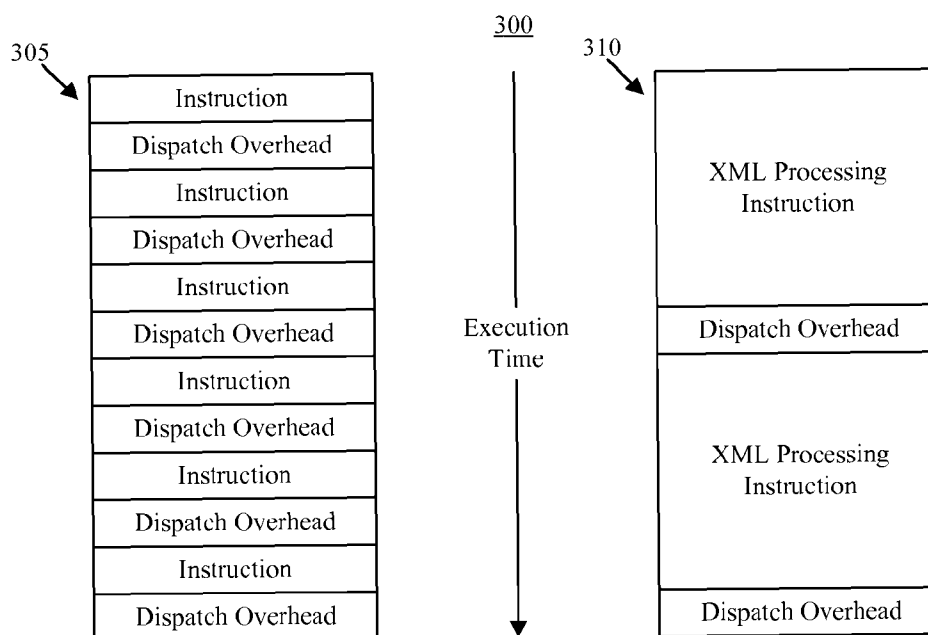 300
305
Instruction
Dispatch Overhead
Instruction
Dispatch Overhead
Instruction
Dispatch Overhead
Instruction
Dispatch Overhead
Instruction
Dispatch Overhead
Instruction
Dispatch Overhead
Execution
Time
310
XML Processing
Instruction
Dispatch Overhead
XML Processing
Instruction
Dispatch Overhead